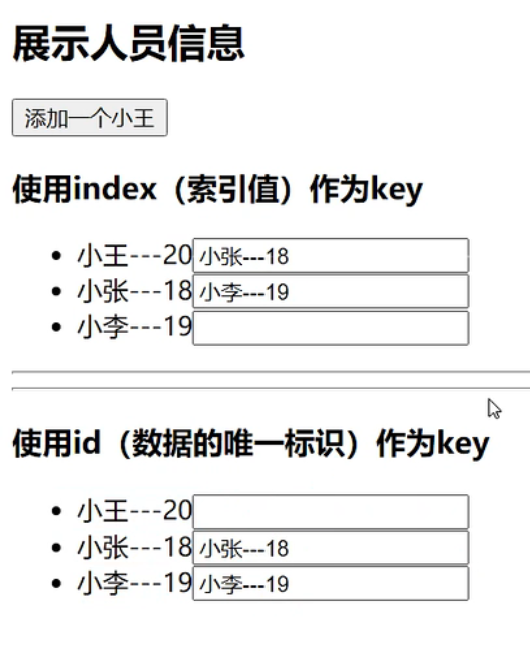 展示人员信息
添加一个小王
使用index（索引值）作为key
小王---20 小张---18
小张---18 小李---19
小李---19
使用id（数据的唯一标识）作为key
小王---20
小张---18 小张---18
小李---19 小李---19